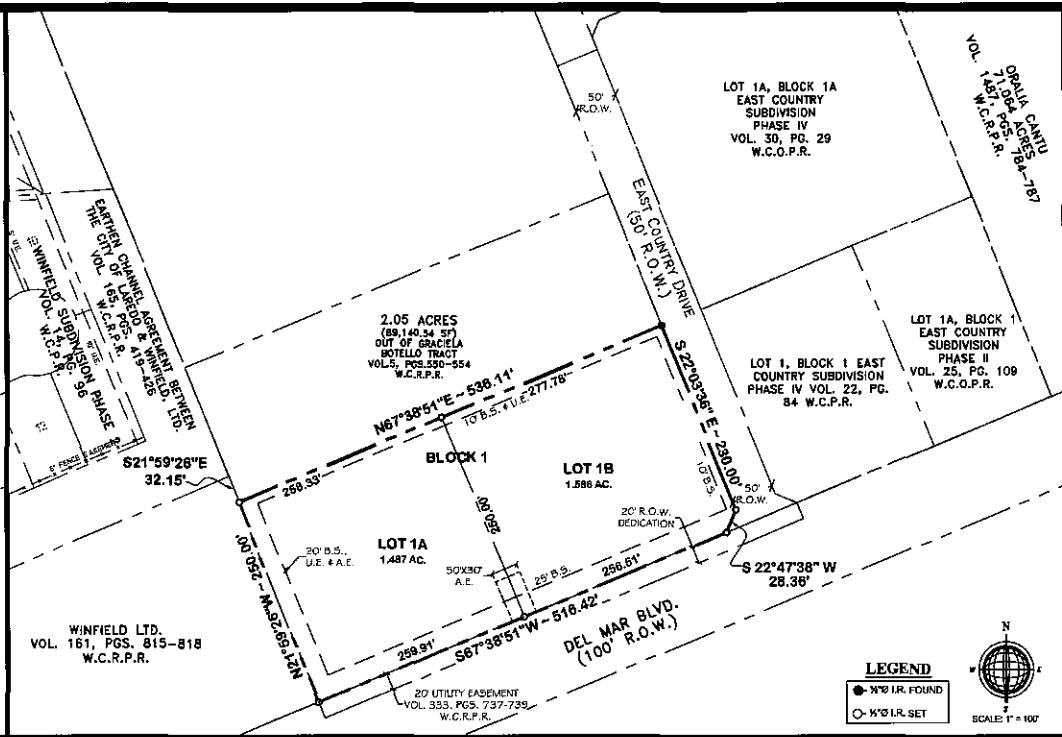 50'
R.O.W.
LOT 1A, BLOCK 1A
EAST COUNTRY
SUBDIVISION
PHASE IV
VOL. 30, PG. 29
W.C.O.P.R.
ORALIA CANTU
71.064 ACRES
VOL. 1487, PGS. 784-787
W.C.R.P.R.
EAST COUNTRY DRIVE
(50' R.O.W.)
EARTHEN CHANNEL AGREEMENT BETWEEN
THE CITY OF LAREDO & WINFIELD, LTD.
VOL. 165, PGS. 419-426
W.C.R.P.R.
WINFIELD SUBDIVISION PHASE
VOL. 14, PG. 96
W.C.P.R.
2.05 ACRES
(89,140.54 SF)
OUT OF GRACIELA
BOTELLO TRACT
VOL.5, PGS.550-554
W.C.R.P.R.
LOT 1, BLOCK 1 EAST
COUNTRY SUBDIVISION
PHASE IV VOL. 22, PG.
84 W.C.P.R.
LOT 1A, BLOCK 1
EAST COUNTRY
SUBDIVISION
PHASE II
VOL. 25, PG. 109
W.C.O.P.R.
N67°38'51"E ~ 536.11'
277.78'
10' B.S. & U.E.
S 22°03'36" E ~ 230.00'
S21°59'26"E
32.15'
258.33'
BLOCK 1
LOT 1B
1.586 AC.
10' B.S.
50'
R.O.W.
250.00'
20' R.O.W.
DEDICATION
20' B.S.,
U.E. & A.E.
LOT 1A
1.487 AC.
50'X30'
A.E.
25' B.S.
256.51'
S 22°47'38" W
28.36'
N21°59'26"W ~ 250.00'
259.91'
S67°38'51"W ~ 516.42'
DEL MAR BLVD.
(100' R.O.W.)
WINFIELD LTD.
VOL. 161, PGS. 815-818
W.C.R.P.R.
20' UTILITY EASEMENT
VOL. 333, PGS. 737-739
W.C.R.P.R.
LEGEND
I.R. FOUND
I.R. SET
N
SCALE: 1" = 100'